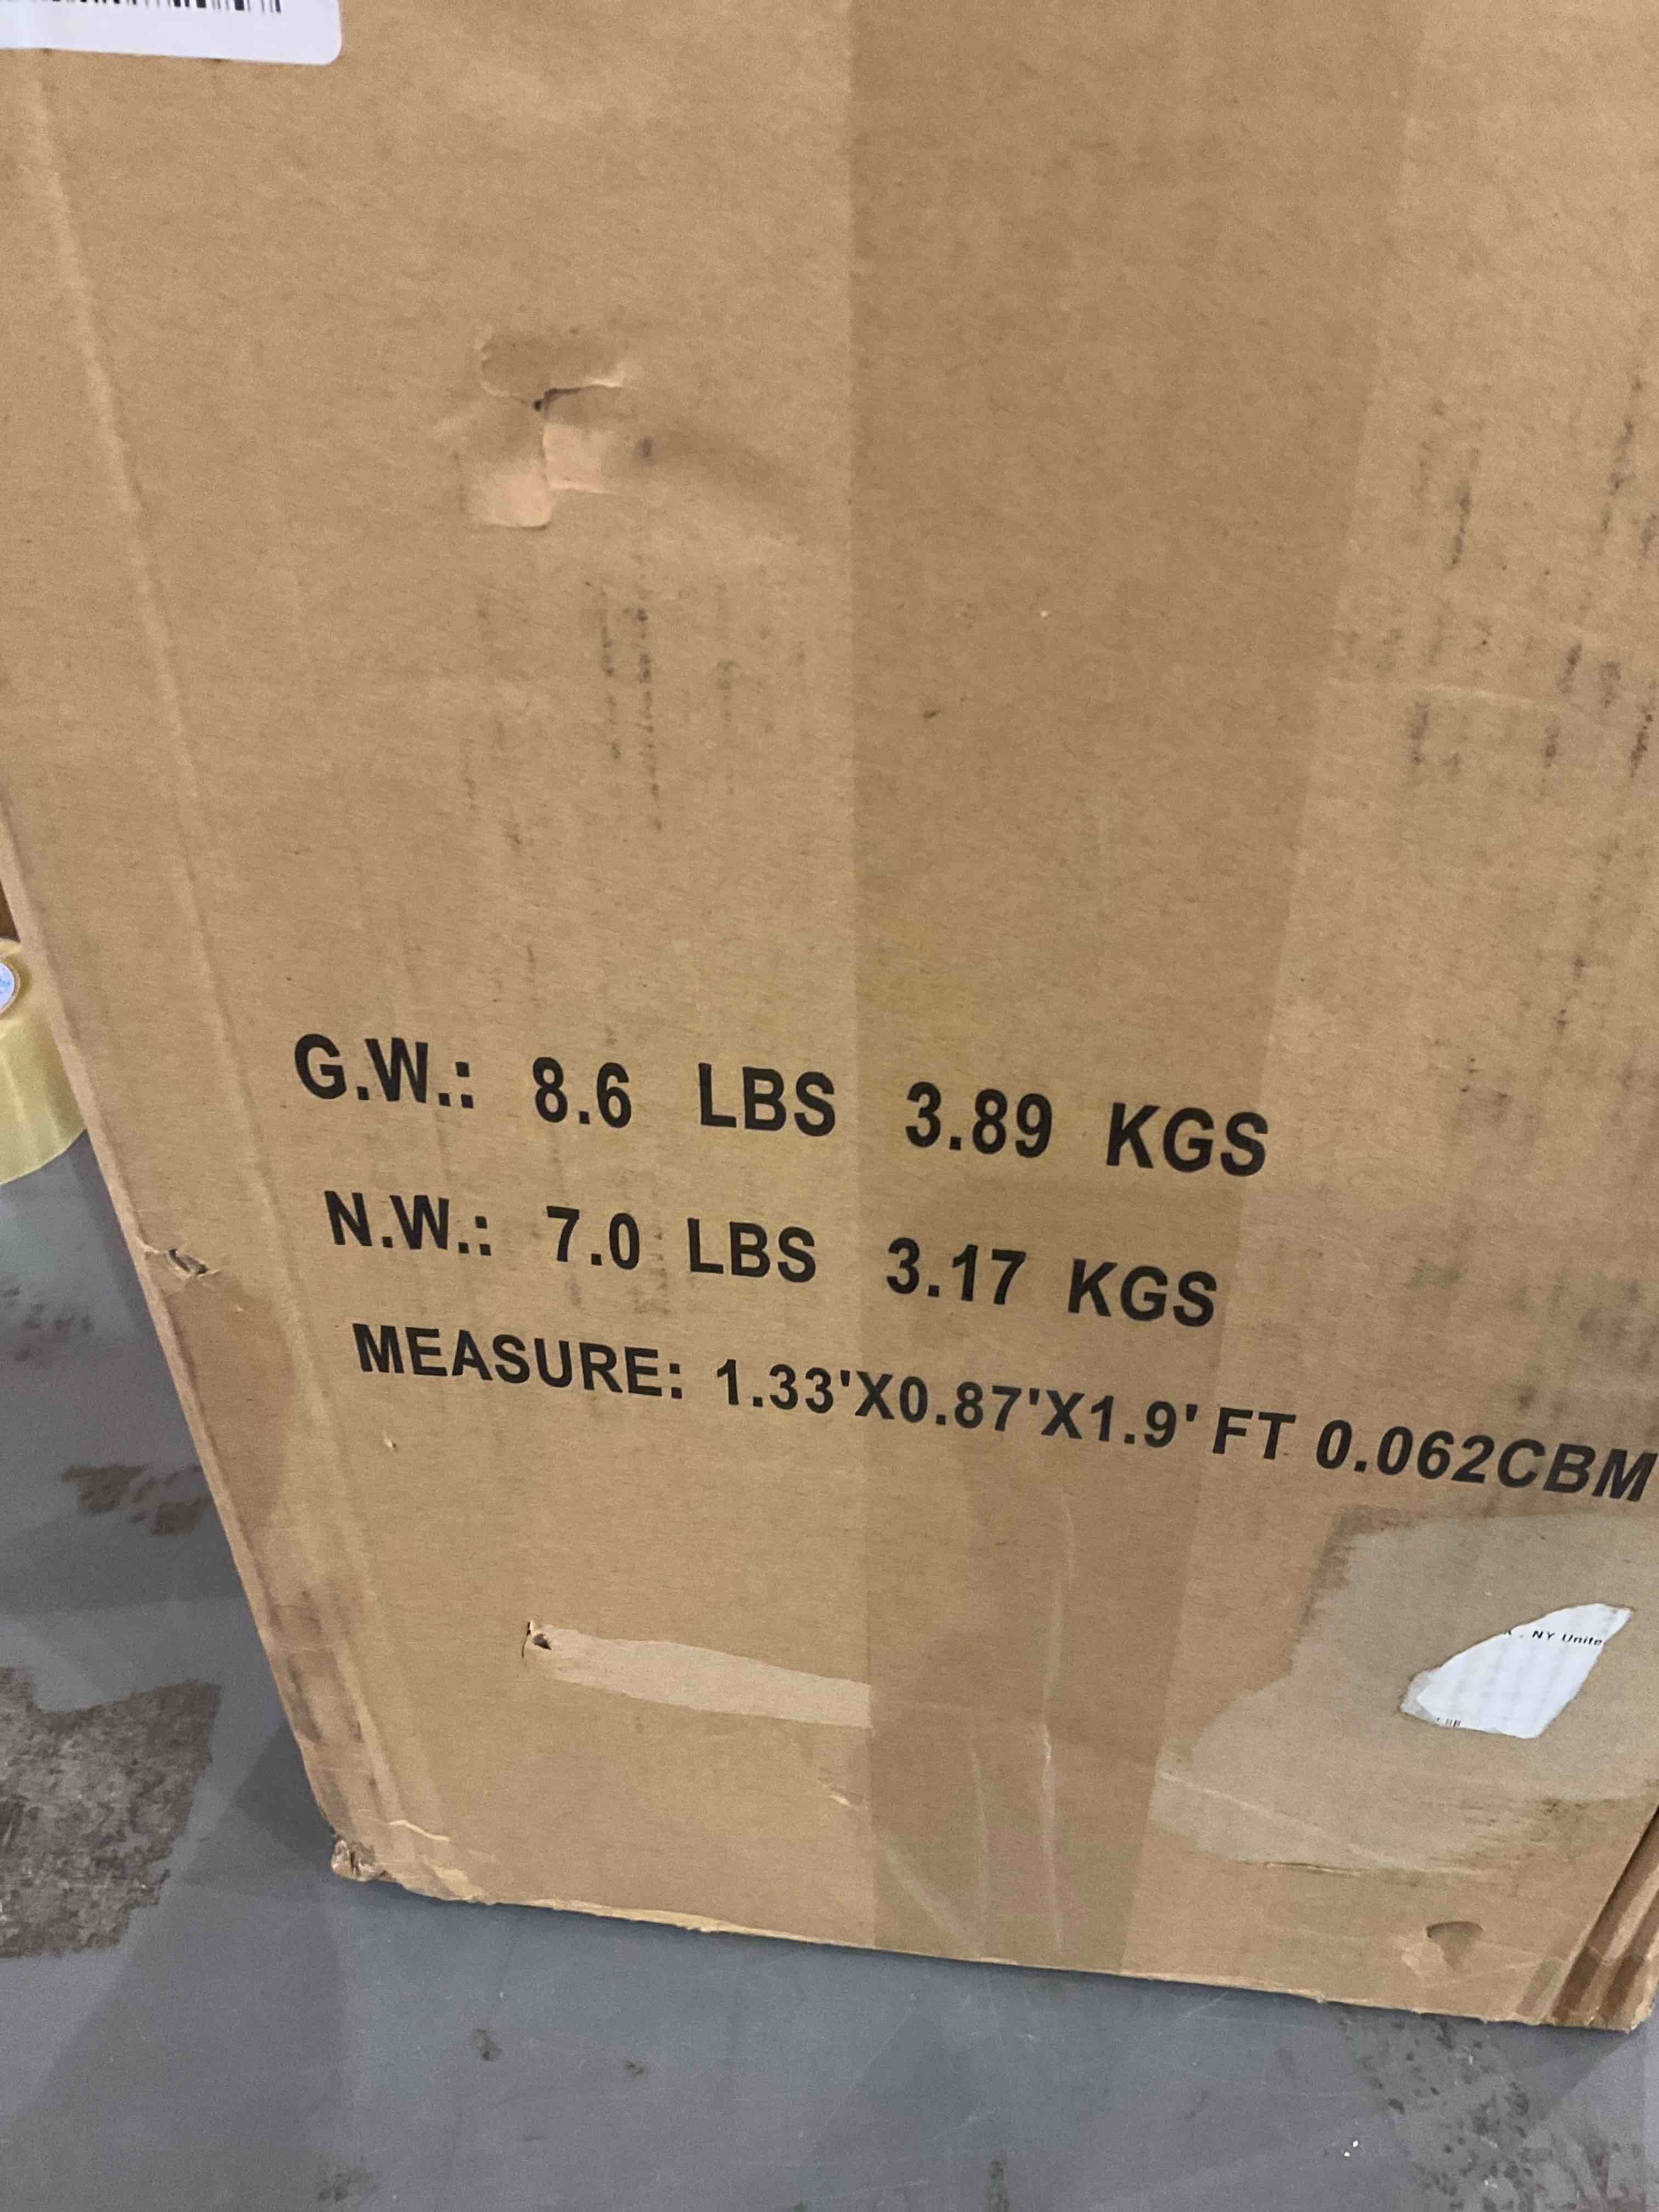 G.W.: 8.6 LBS 3.89 KGS
N.W.: 7.0 LBS 3.17 KGS
MEASURE: 1.33'X0.87'X1.9' FT 0.062CBM
NY Unite